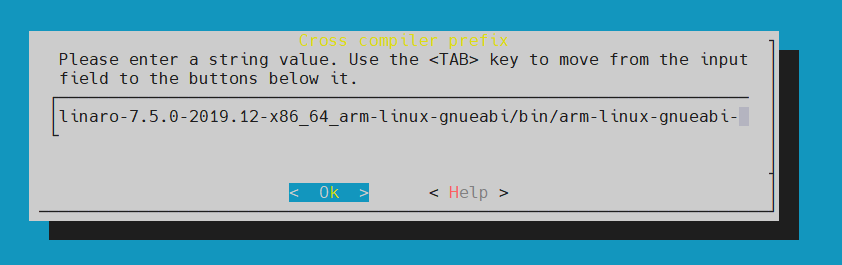 Cross compiler prefix
Please enter a string value. Use the <TAB> key to move from the input
field to the buttons below it.
linaro-7.5.0-2019.12-x86_64_arm-linux-gnueabi/bin/arm-linux-gnueabi-
< Ok > < Help >